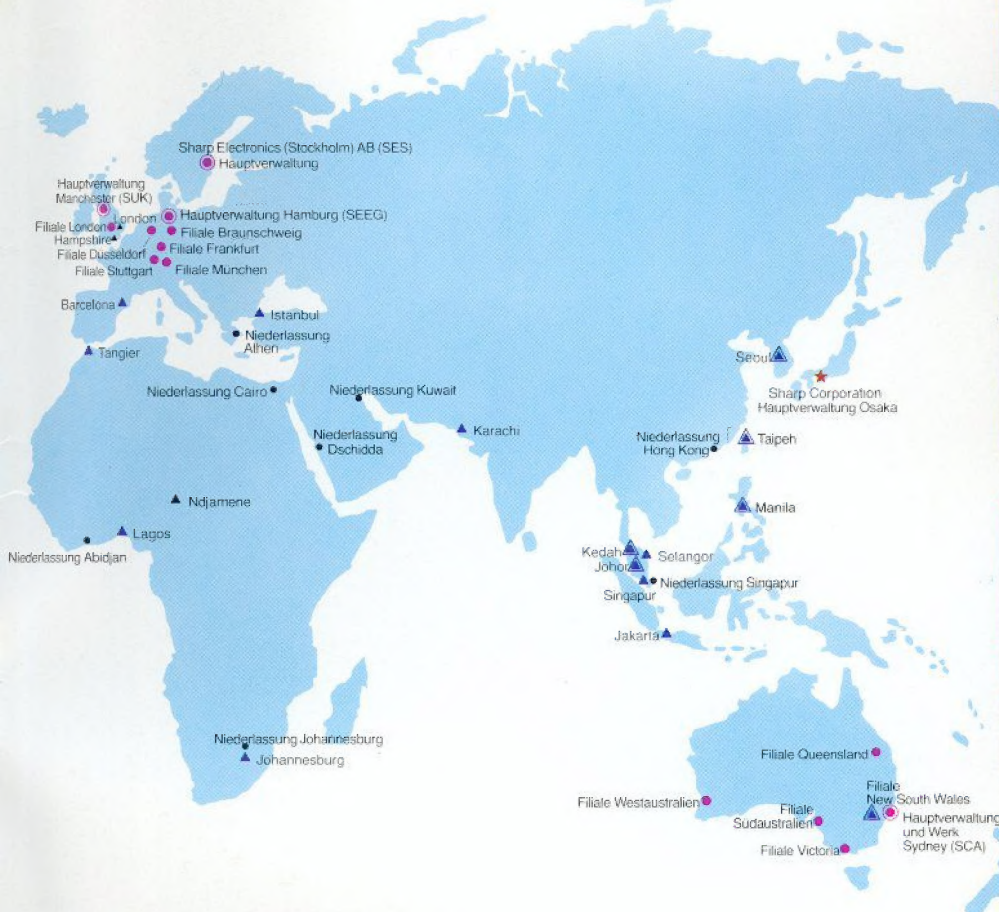 Sharp Electronics (Stockholm) AB (SES)
Hauptverwaltung
Hauptverwaltung
Manchester (SUK)
London
Hauptverwaltung Hamburg (SEEG)
Filiale London
Filiale Braunschweig
Hampshire
Filiale Düsseldorf
Filiale Frankfurt
Filiale Stuttgart
Filiale München
Barcelona
Istanbul
Niederlassung
Athen
Tangier
Seoul
Sharp Corporation
Hauptverwaltung Osaka
Niederlassung Cairo
Niederlassung Kuwait
Karachi
Niederlassung
Dschidda
Niederlassung
Hong Kong
Taipeh
Ndjamene
Manila
Lagos
Niederlassung Abidjan
Kedah
Selangor
Johor
Niederlassung Singapur
Singapur
Jakarta
Niederlassung Johannesburg
Johannesburg
Filiale Queensland
Filiale
New South Wales
Filiale Westaustralien
Filiale
Südaustralien
Hauptverwaltung
und Werk
Sydney (SCA)
Filiale Victoria